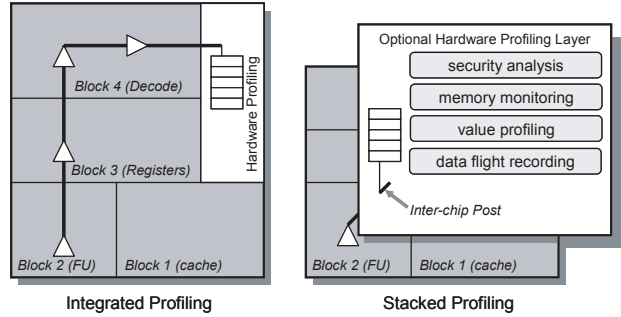 Hardware Profiling
Block 4 (Decode)
Block 3 (Registers)
Block 2 (FU)
Block 1 (cache)
Integrated Profiling
Optional Hardware Profiling Layer
security analysis
memory monitoring
value profiling
data flight recording
Inter-chip Post
Block 2 (FU)
Block 1 (cache)
Stacked Profiling